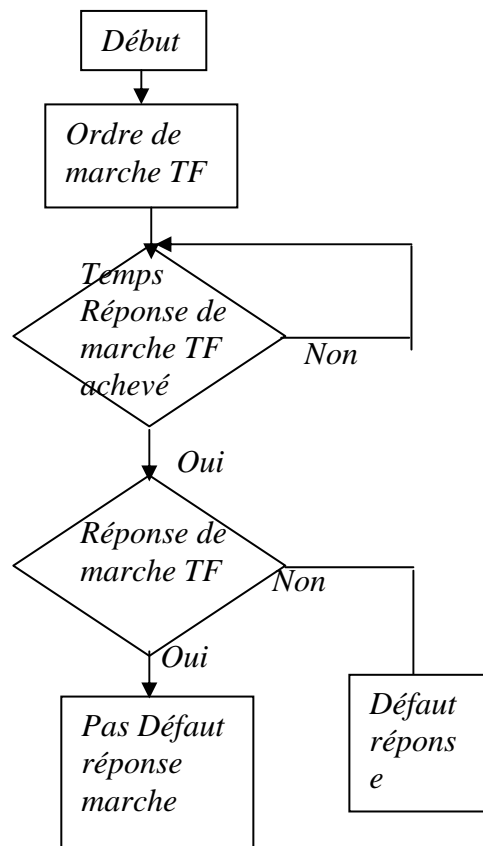 Début
Ordre de
marche TF
Temps
Réponse de
marche TF
achevé
Non
Oui
Réponse de
marche TF
Non
Oui
Pas Défaut
réponse
marche
Défaut
répons
e